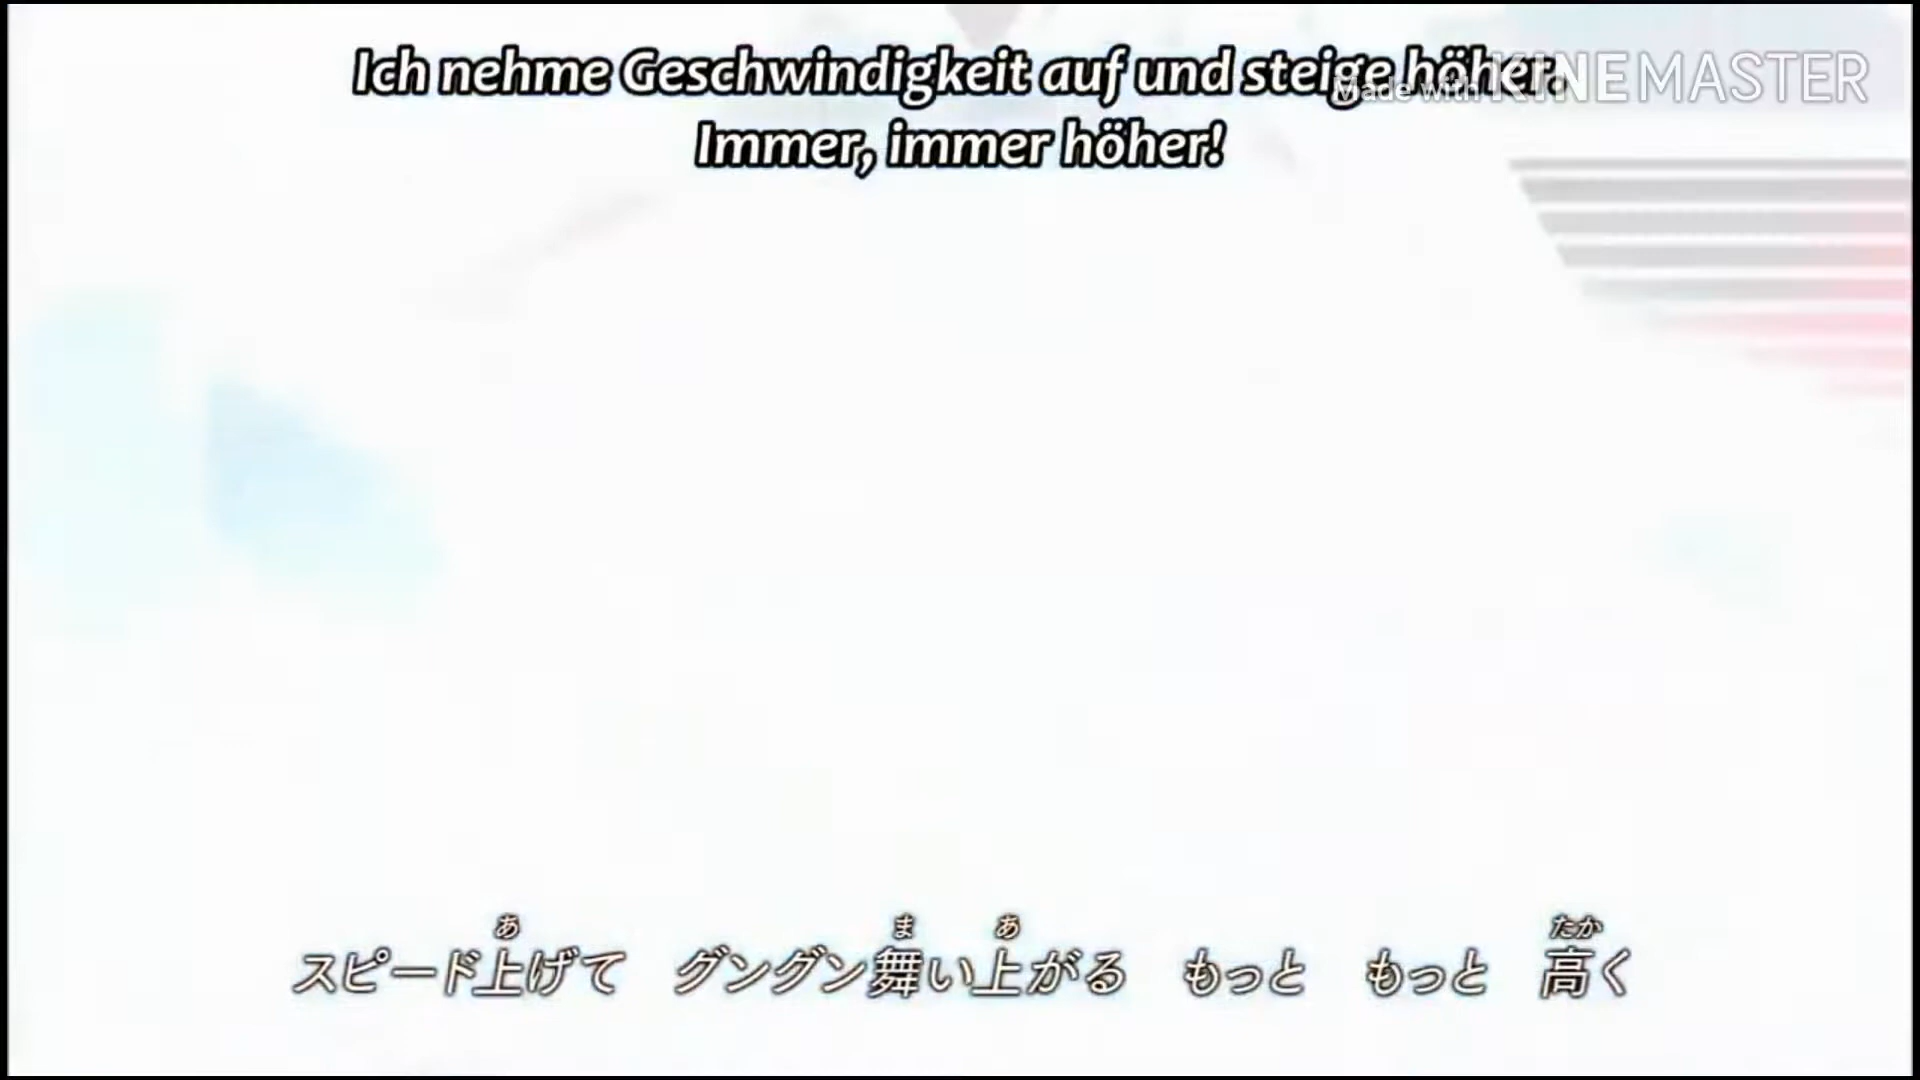 Ich nehme Geschwindigkeit auf und steige höher.
Made with KINEMASTER
Immer, immer höher!
あ ま あ たか
スピード上げて グングン舞い上がる もっと もっと 高く